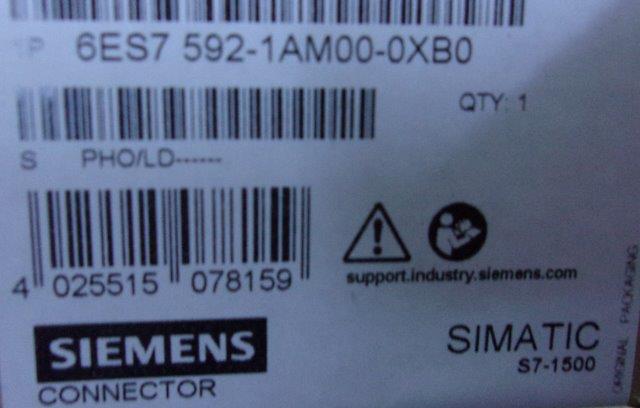 1P 6ES7 592-1AM00-0XB0
QTY: 1
S PHO/LD------
4 025515 078159
support.industry.siemens.com
SIEMENS
CONNECTOR
SIMATIC
S7-1500
ORIGINAL PACKAGING